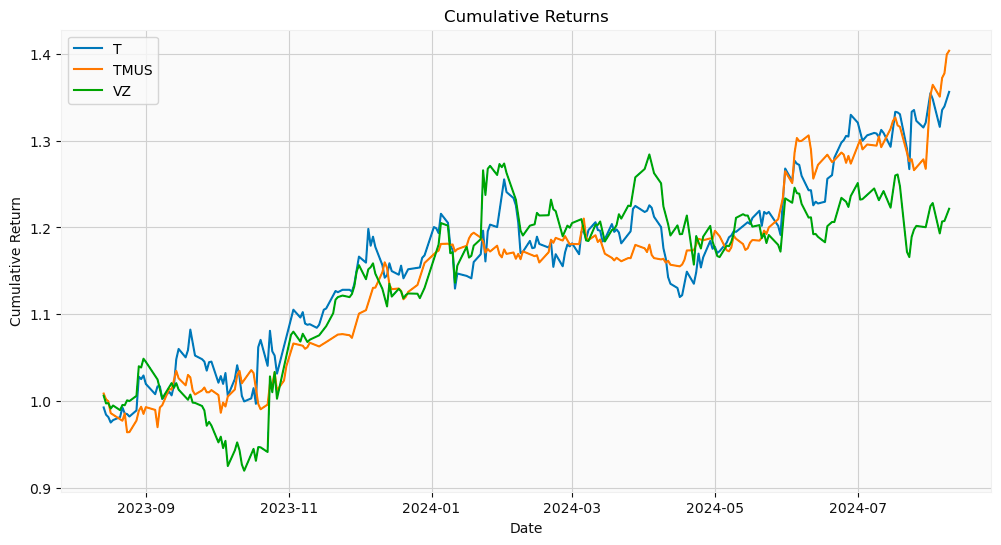 Cumulative Returns
T
TMUS
VZ
Cumulative Return
1.4
1.3
1.2
1.1
1.0
0.9
2023-09
2023-11
2024-01
2024-03
2024-05
2024-07
Date